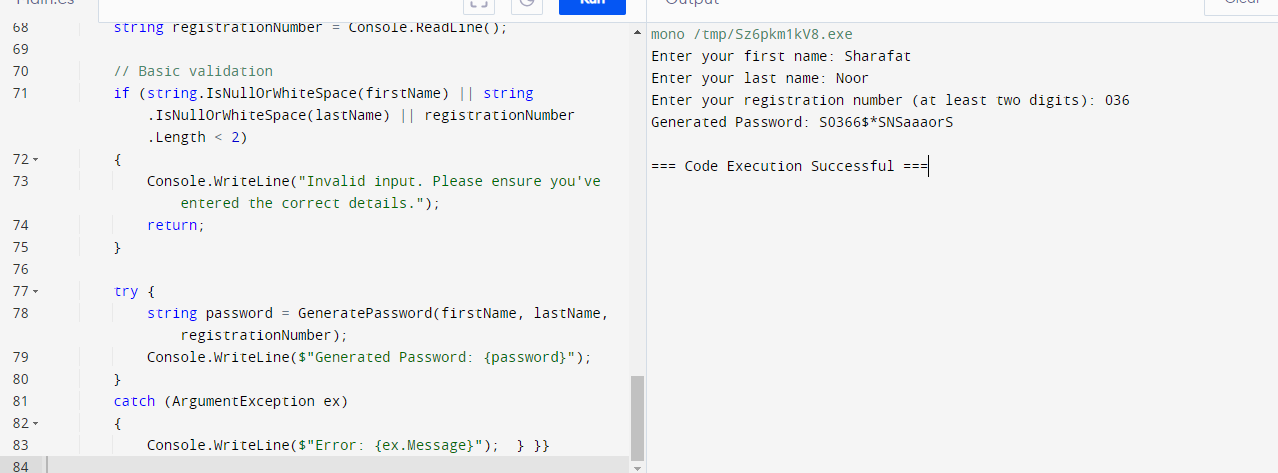 Main.cs
Run
Output
Clear
68 string registrationNumber = Console.ReadLine();
69
70 // Basic validation
71 if (string.IsNullOrWhiteSpace(firstName) || string
.IsNullOrWhiteSpace(lastName) || registrationNumber
.Length < 2)
72 {
73 Console.WriteLine("Invalid input. Please ensure you've
entered the correct details.");
74 return;
75 }
76
77 try {
78 string password = GeneratePassword(firstName, lastName,
registrationNumber);
79 Console.WriteLine($"Generated Password: {password}");
80 }
81 catch (ArgumentException ex)
82 {
83 Console.WriteLine($"Error: {ex.Message}");  } }}
84
mono /tmp/Sz6pkm1kV8.exe
Enter your first name: Sharafat
Enter your last name: Noor
Enter your registration number (at least two digits): 036
Generated Password: S0366$*SNSaaaorS
=== Code Execution Successful ===